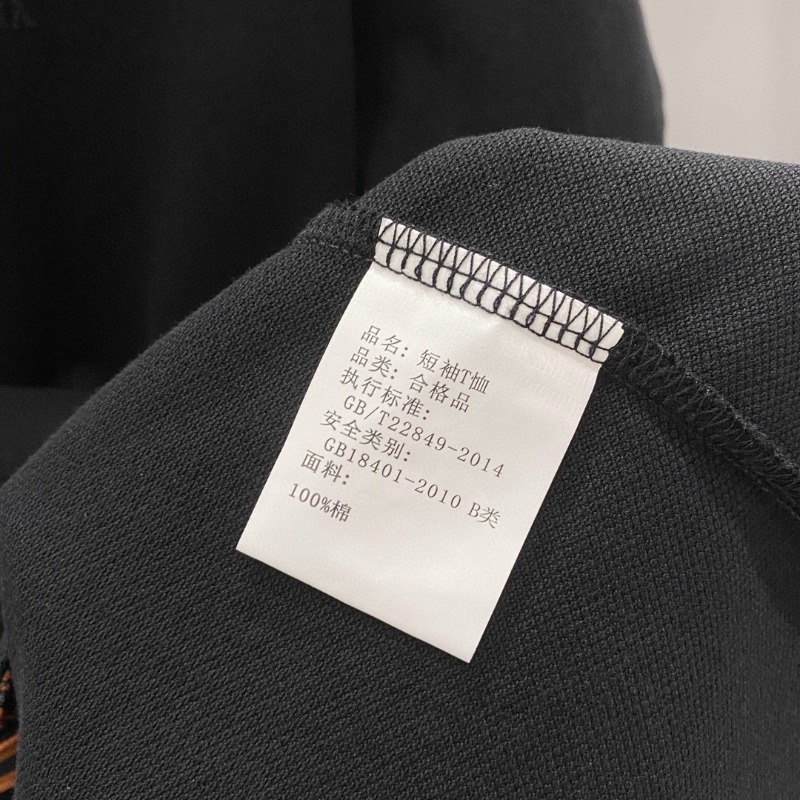 品名: 短袖T恤
品类: 合格品
执行标准:
GB/T22849-2014
安全类别:
GB18401-2010 B类
面料:
100%棉